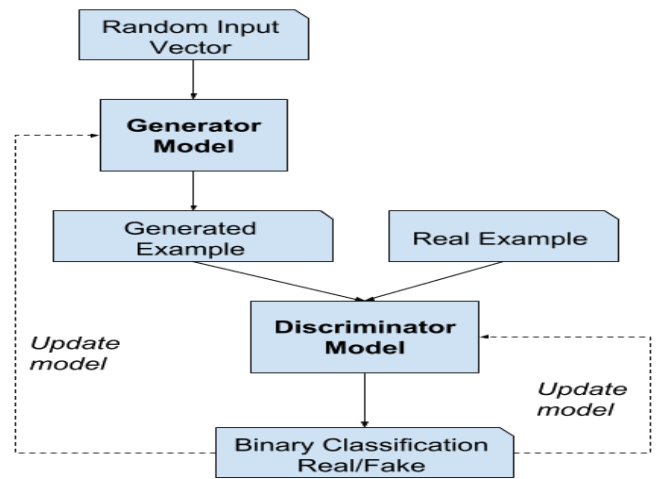 Random Input
Vector
Generator
Model
Generated
Example
Real Example
Discriminator
Model
Update
model
Update
model
Binary Classification
Real/Fake